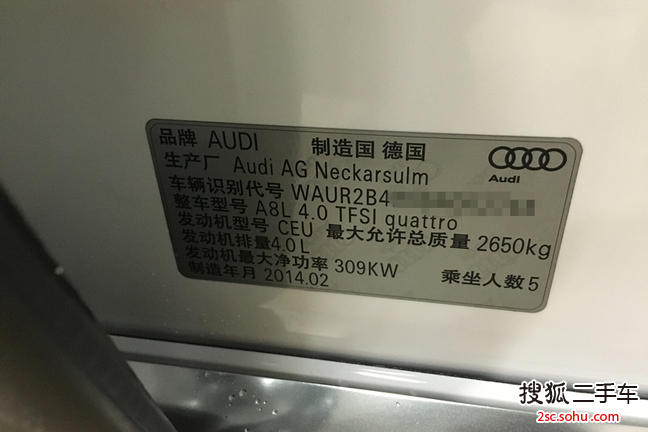 品牌 AUDI 制造国 德国
生产厂 Audi AG Neckarsulm
Audi
车辆识别代号 WAUR2B4
整车型号 A8L 4.0 TFSI quattro
发动机型号 CEU 最大允许总质量 2650kg
发动机排量4.0 L
发动机最大净功率 309KW 乘坐人数5
制造年月 2014.02
搜狐二手车
2sc.sohu.com